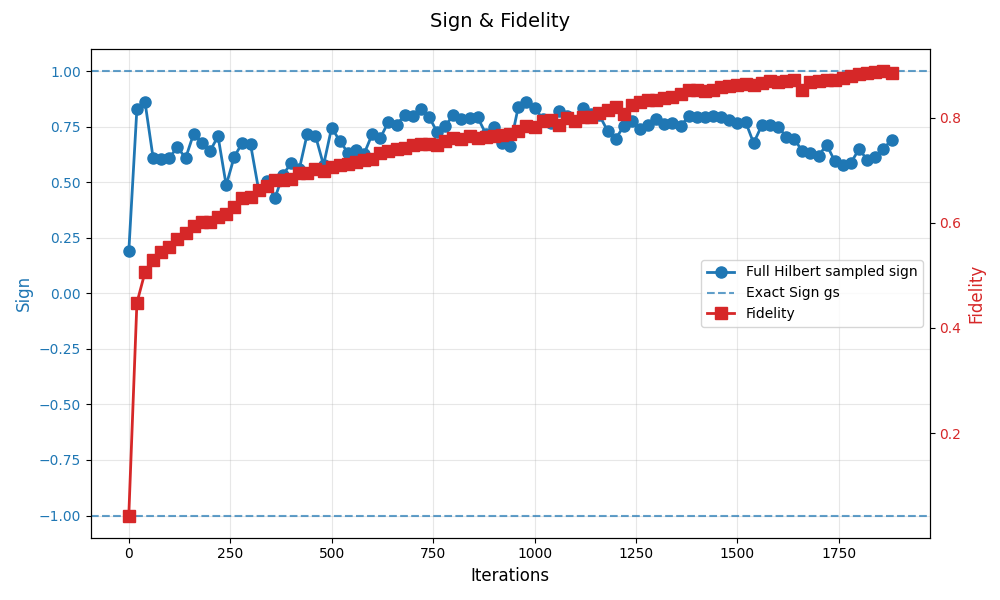 Sign & Fidelity
1.00
0.75
0.50
0.25
0.00
−0.25
−0.50
−0.75
−1.00
Sign
0.8
0.6
0.4
0.2
Fidelity
Full Hilbert sampled sign
Exact Sign gs
Fidelity
0 250 500 750 1000 1250 1500 1750
Iterations